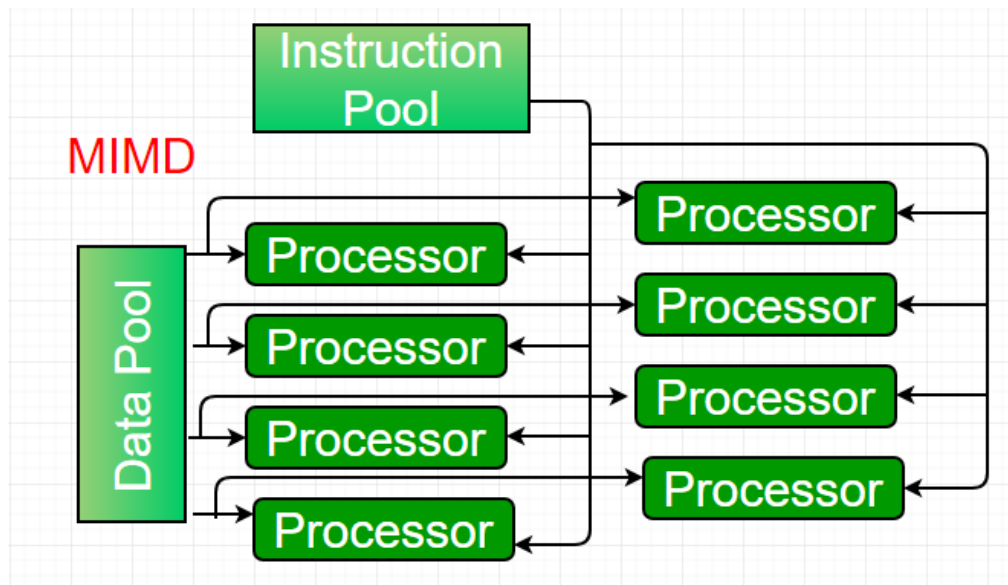 Instruction
Pool
MIMD
Data Pool
Processor
Processor
Processor
Processor
Processor
Processor
Processor
Processor